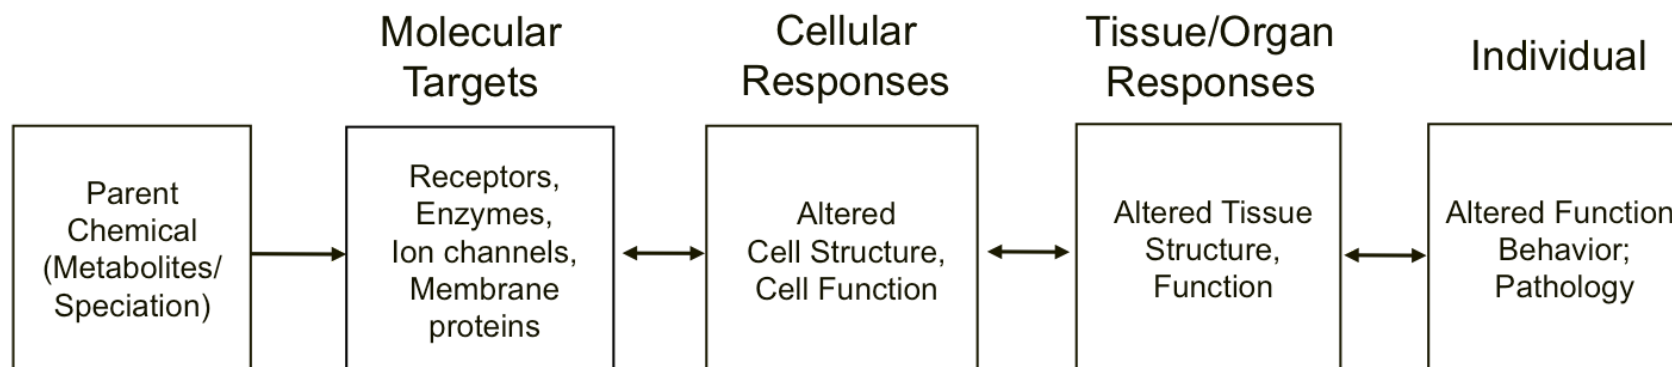 Molecular
Targets
Cellular
Responses
Tissue/Organ
Responses
Individual
Parent
Chemical
(Metabolites/
Speciation)
Receptors,
Enzymes,
Ion channels,
Membrane
proteins
Altered
Cell Structure,
Cell Function
Altered Tissue
Structure,
Function
Altered Function
Behavior;
Pathology